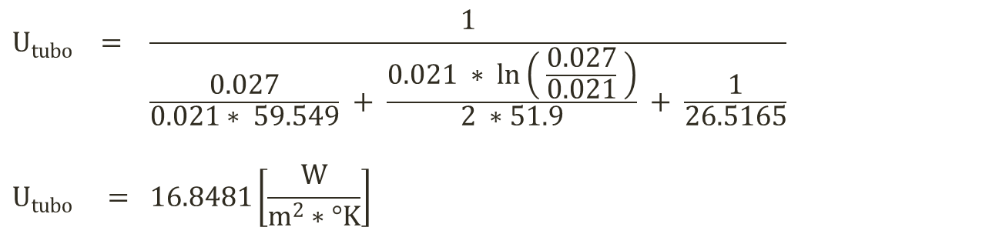 U_tubo = 1 / (0.027 / (0.021 * 59.549) + (0.021 * ln(0.027 / 0.021)) / (2 * 51.9) + 1 / 26.5165)
U_tubo = 16.8481 [W / (m² * °K)]